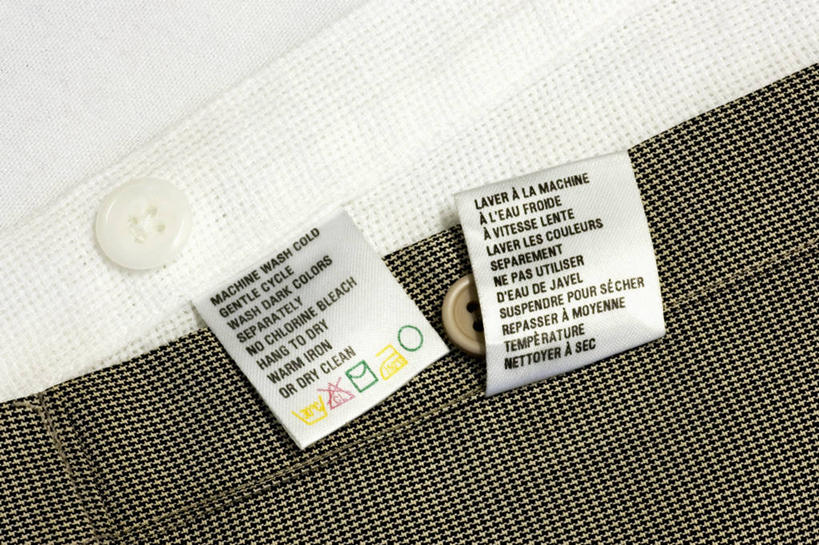 MACHINE WASH COLD
GENTLE CYCLE
WASH DARK COLORS
SEPARATELY
NO CHLORINE BLEACH
HANG TO DRY
WARM IRON
OR DRY CLEAN
LAVER À LA MACHINE
À L'EAU FROIDE
À VITESSE LENTE
LAVER LES COULEURS
SEPAREMENT
NE PAS UTILISER
D'EAU DE JAVEL
SUSPENDRE POUR SÉCHER
REPASSER À MOYENNE
TEMPÈRATURE
NETTOYER À SEC